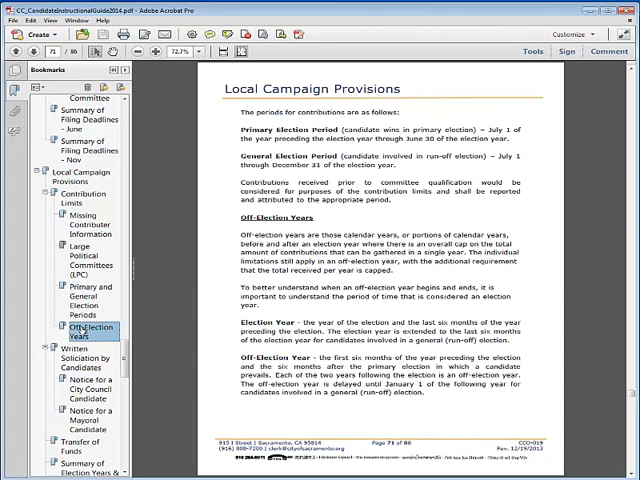 CC_CandidateInstructionalGuide2014.pdf - Adobe Acrobat Pro
File Edit View Window Help
Create
Customize
71 / 86
72.7%
Tools Sign Comment
Bookmarks
Committee
Summary of
Filing Deadlines
- June
Summary of
Filing Deadlines
- Nov
Local Campaign
Provisions
Contribution
Limits
Missing
Contributer
Information
Large
Political
Committees
(LPC)
Primary and
General
Election
Periods
Off-Election
Years
Written
Soliciation by
Candidates
Notice for a
City Council
Candidate
Notice for a
Mayoral
Candidate
Transfer of
Funds
Summary of
Election Years &
Local Campaign Provisions
The periods for contributions are as follows:
Primary Election Period (candidate wins in primary election) – July 1 of
the year preceding the election year through June 30 of the election year.
General Election Period (candidate involved in run-off election) – July 1
through December 31 of the election year.
Contributions received prior to committee qualification would be
considered for purposes of the contribution limits and shall be reported
and attributed to the appropriate period.
Off-Election Years
Off-election years are those calendar years, or portions of calendar years,
before and after an election year where there is an overall cap on the total
amount of contributions that can be gathered in a single year. The individual
limitations still apply in an off-election year, with the additional requirement
that the total received per year is capped.
To better understand when an off-election year begins and ends, it is
important to understand the period of time that is considered an election
year.
Election Year - the year of the election and the last six months of the year
preceding the election. The election year is extended to the last six months
of the election year for candidates involved in a general (run-off) election.
Off-Election Year - the first six months of the year preceding the election
and the six months after the primary election in which a candidate
prevails. Each of the two years following the election is an off-election year.
The off-election year is delayed until January 1 of the following year for
candidates involved in a general (run-off) election.
915 I Street | Sacramento, CA 95814
(916) 808-7200 | clerk@cityofsacramento.org
Page 71 of 86
CCO-019
Rev. 12/19/2013